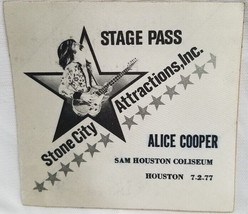 STAGE PASS
Stone City Attractions, Inc.
ALICE COOPER
SAM HOUSTON COLISEUM
HOUSTON 7.2.77